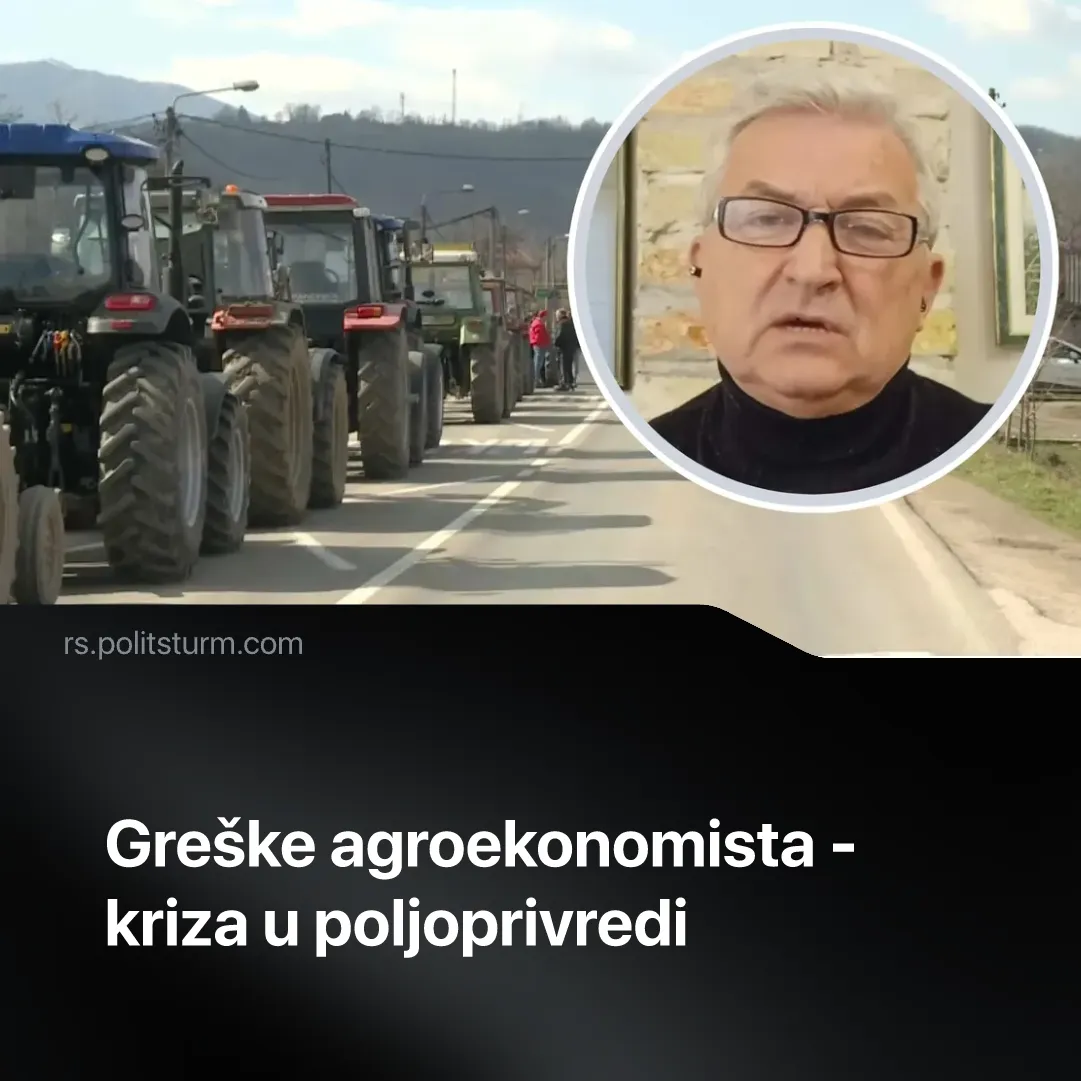 rs.politsturm.com
Greške agroekonomista -
kriza u poljoprivredi